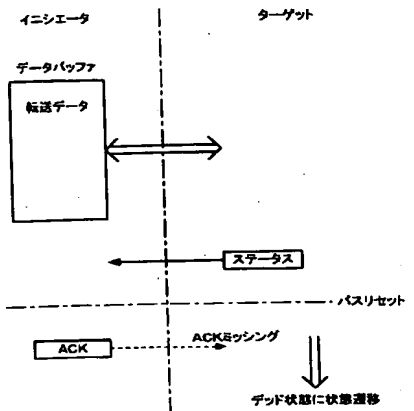 イニシエータ
ターゲット
データバッファ
転送データ
ステータス
バスリセット
ACK
ACKミッシング
デッド状態に状態遷移